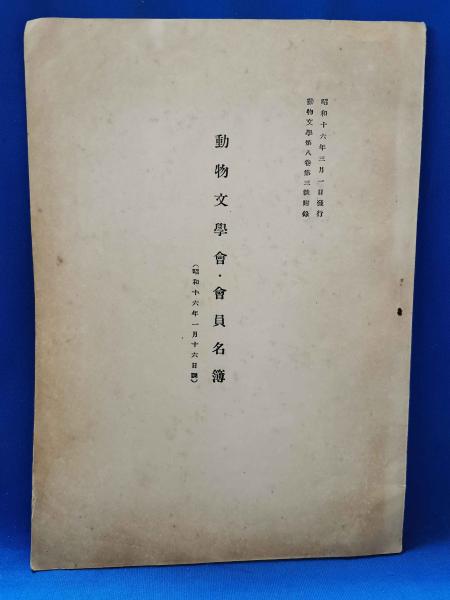 昭和十六年三月一日發行
動物文學第八卷第三號附錄
動物文學會・會員名簿
(昭和十六年一月十六日調)